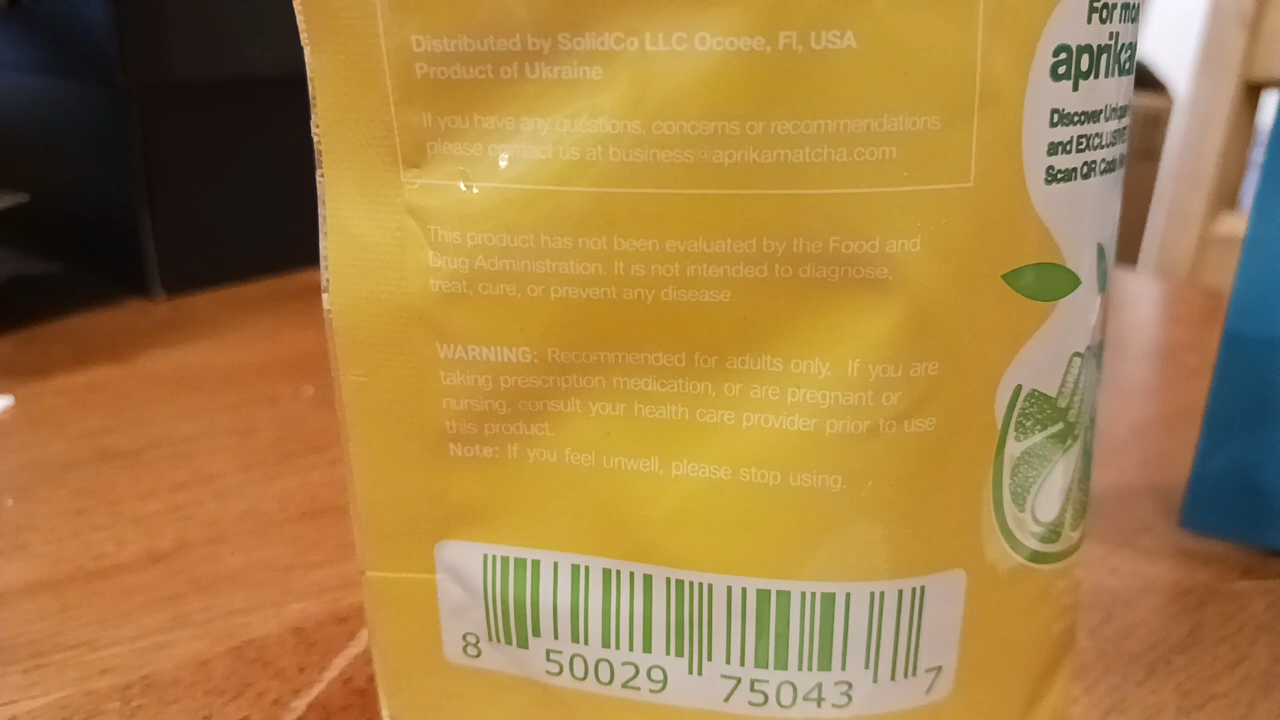 Distributed by SolidCo LLC Ocoee, Fl, USA
Product of Ukraine
If you have any questions, concerns or recommendations
please contact us at business@aprikamatcha.com
This product has not been evaluated by the Food and
Drug Administration. It is not intended to diagnose,
treat, cure, or prevent any disease.
WARNING: Recommended for adults only. If you are
taking prescription medication, or are pregnant or
nursing, consult your health care provider prior to use
this product.
Note: If you feel unwell, please stop using.
8 50029 75043 7
For
Discover
and EXCLUSIVE
Scan QR Code